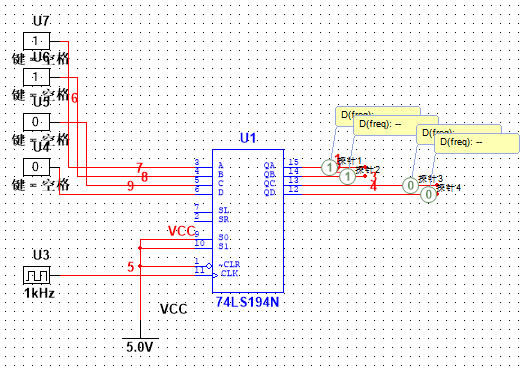 U7
1
键 = 空格
U6
1
键 = 空格
6
U5
0
键 = 空格
U4
0
键 = 空格
U3
1kHz
5
7
8
9
VCC
VCC
5.0V
U1
3 A QA 15
4 B QB 14
5 C QC 13
6 D QD 12
7 SL
2 SR
9 S0
10 S1
1 ~CLR
11 CLK
74LS194N
D(freq):
D(freq): --
D(freq):
D(freq): --
1 1 探针1
1 探针2
3
4
0 探针3
0 探针4